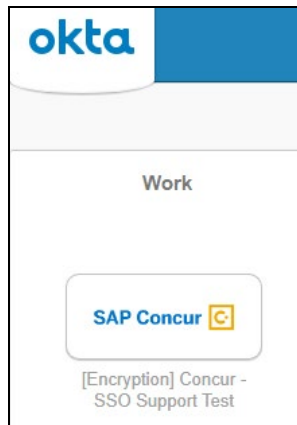 okta
Work
SAP Concur C
[Encryption] Concur -
SSO Support Test